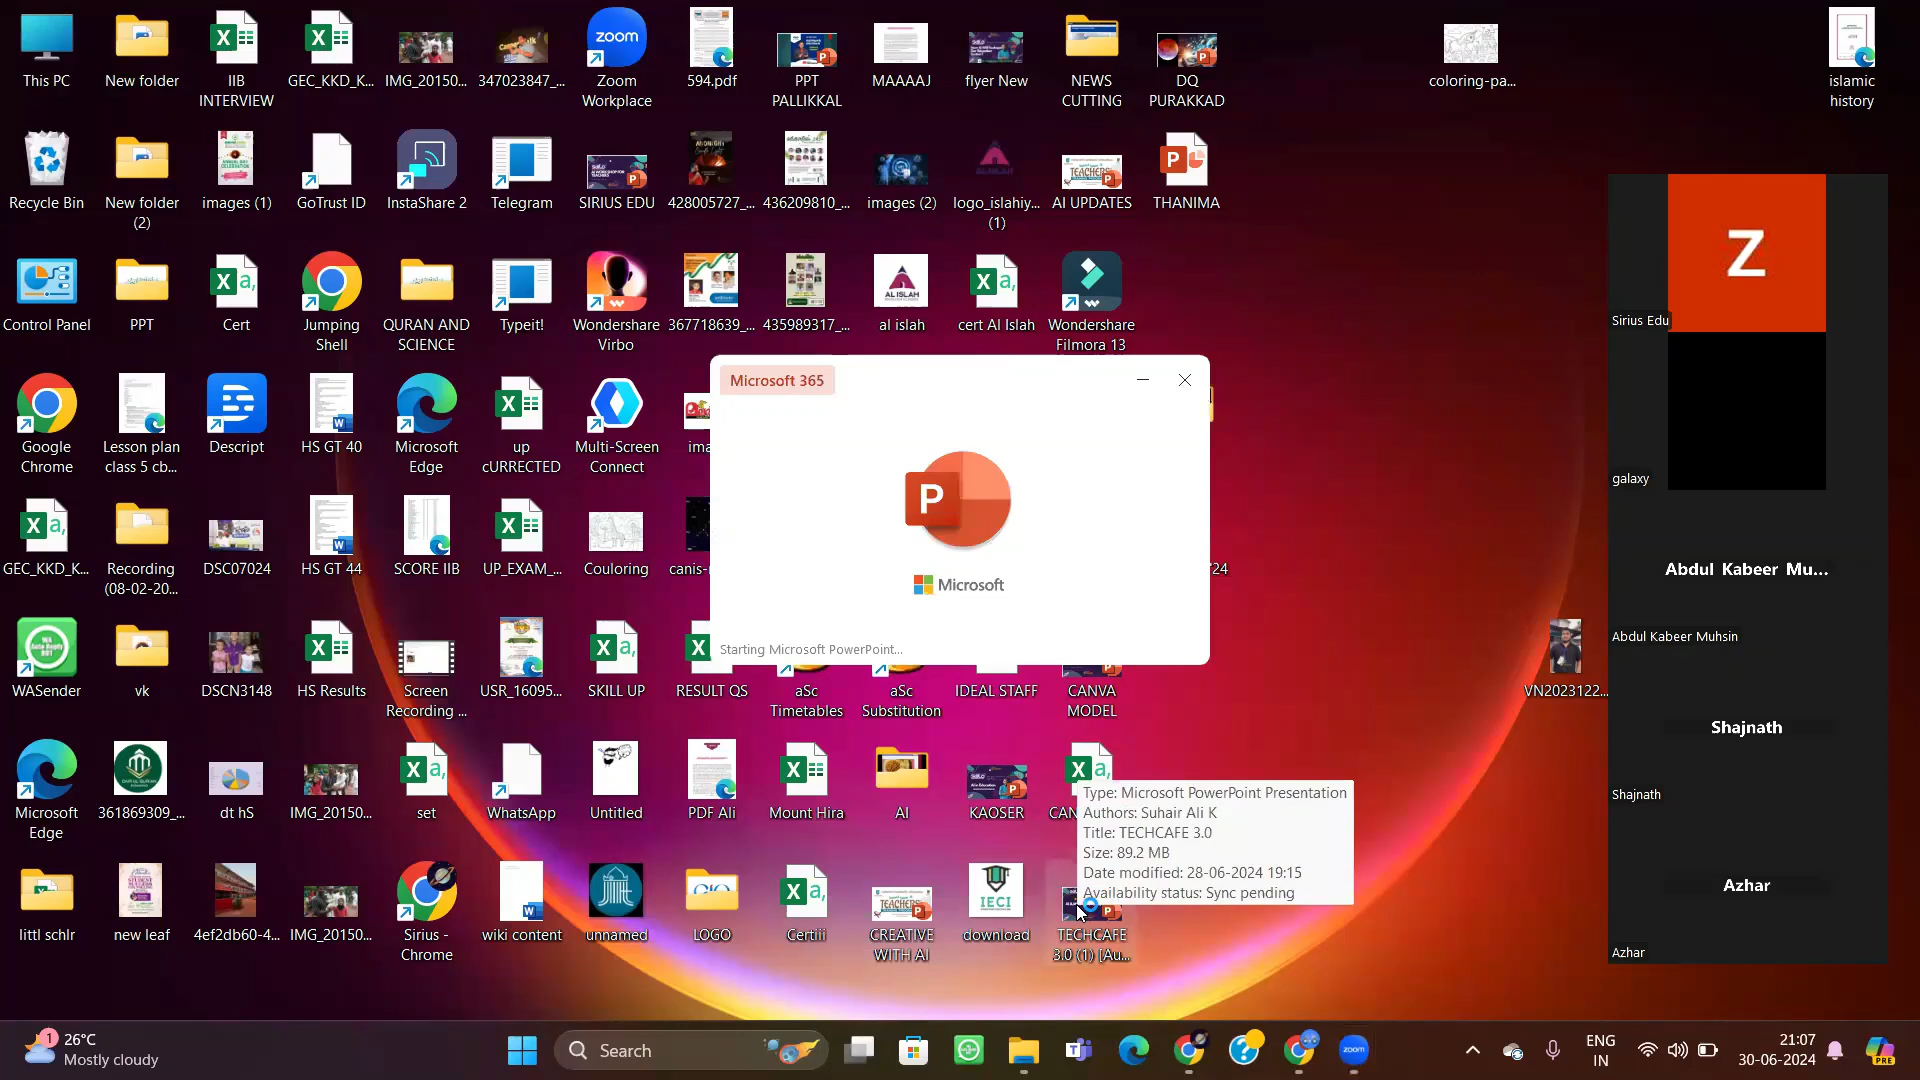 This PC
New folder
IIB
INTERVIEW
GEC_KKD_K...
IMG_20150...
347023847_...
zoom
Zoom
Workplace
594.pdf
PPT
PALLIKKAL
MAAAAJ
flyer New
NEWS
CUTTING
DQ
PURAKKAD
coloring-pa...
islamic
history
Recycle Bin
New folder
(2)
images (1)
GoTrust ID
InstaShare 2
Telegram
SIRIUS EDU
428005727_...
436209810_...
images (2)
logo_islahiy...
(1)
AI UPDATES
THANIMA
Z
Sirius Edu
Control Panel
PPT
Cert
Jumping
Shell
QURAN AND
SCIENCE
Typeit!
Wondershare
Virbo
367718639_...
435989317_...
AL ISLAH
al islah
cert Al Islah
Wondershare
Filmora 13
Microsoft 365
P
Microsoft
Starting Microsoft PowerPoint...
Google
Chrome
Lesson plan
class 5 cb...
Descript
HS GT 40
Microsoft
Edge
up
cURRECTED
Multi-Screen
Connect
ima
galaxy
GEC_KKD_K...
Recording
(08-02-20...
DSC07024
HS GT 44
SCORE IIB
UP_EXAM_...
Couloring
canis-r
'24
Abdul Kabeer Mu...
Abdul Kabeer Muhsin
WASender
vk
DSCN3148
HS Results
Screen
Recording ...
USR_16095...
SKILL UP
RESULT QS
aSc
Timetables
aSc
Substitution
IDEAL STAFF
CANVA
MODEL
VN2023122...
Shajnath
Shajnath
Microsoft
Edge
361869309_...
dt hS
IMG_20150...
set
WhatsApp
Untitled
PDF Ali
Mount Hira
AI
KAOSER
CAN
Type: Microsoft PowerPoint Presentation
Authors: Suhair Ali K
Title: TECHCAFE 3.0
Size: 89.2 MB
Date modified: 28-06-2024 19:15
Availability status: Sync pending
Azhar
Azhar
littl schlr
new leaf
4ef2db60-4...
IMG_20150...
Sirius -
Chrome
wiki content
unnamed
LOGO
Certiii
CREATIVE
WITH AI
IECI
download
TECHCAFE
3.0 (1) [Au...
1
26°C
Mostly cloudy
Search
zoom
ENG
IN
21:07
30-06-2024
PRE